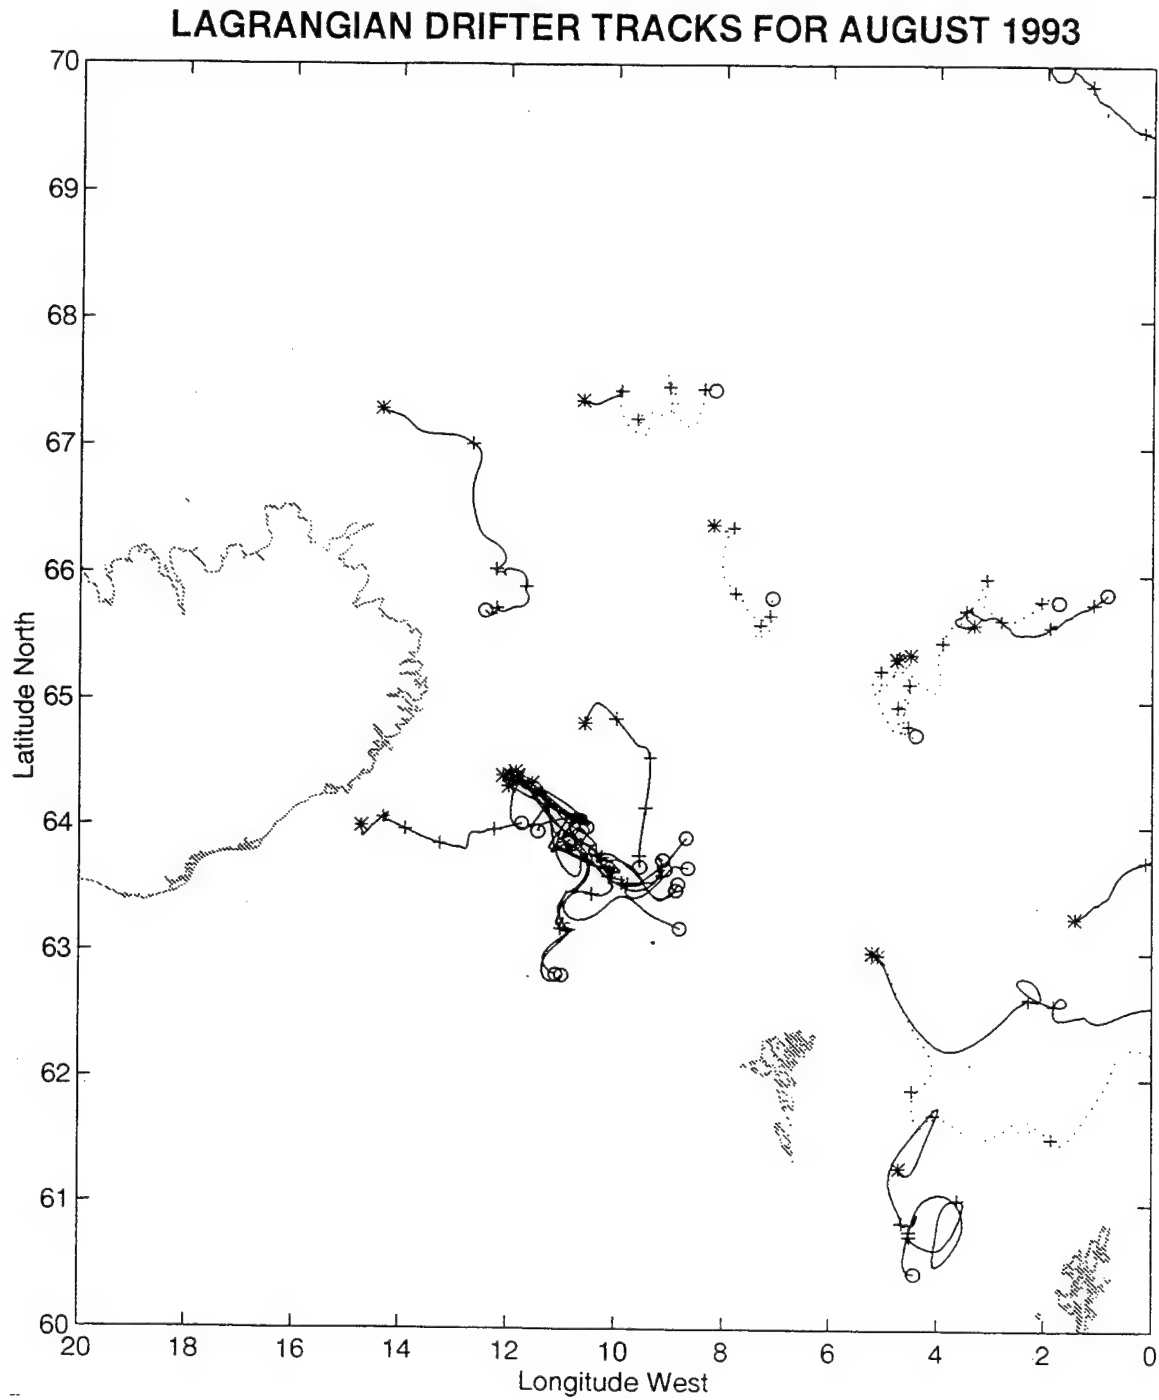 LAGRANGIAN DRIFTER TRACKS FOR AUGUST 1993
70
69
68
67
66
65
64
63
62
61
60
Latitude North
20 18 16 14 12 10 8 6 4 2 0
Longitude West